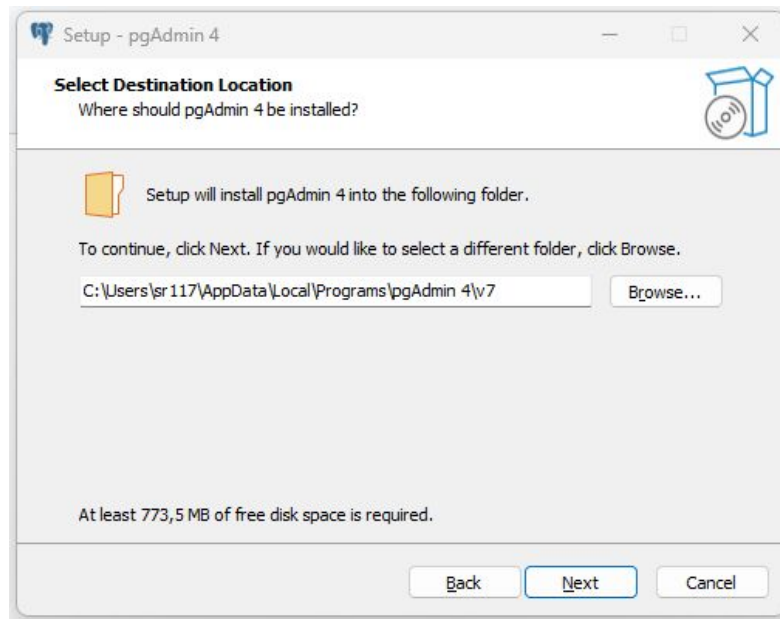 Setup - pgAdmin 4
Select Destination Location
Where should pgAdmin 4 be installed?
Setup will install pgAdmin 4 into the following folder.
To continue, click Next. If you would like to select a different folder, click Browse.
C:\Users\sr117\AppData\Local\Programs\pgAdmin 4\v7
Browse...
At least 773,5 MB of free disk space is required.
Back Next Cancel